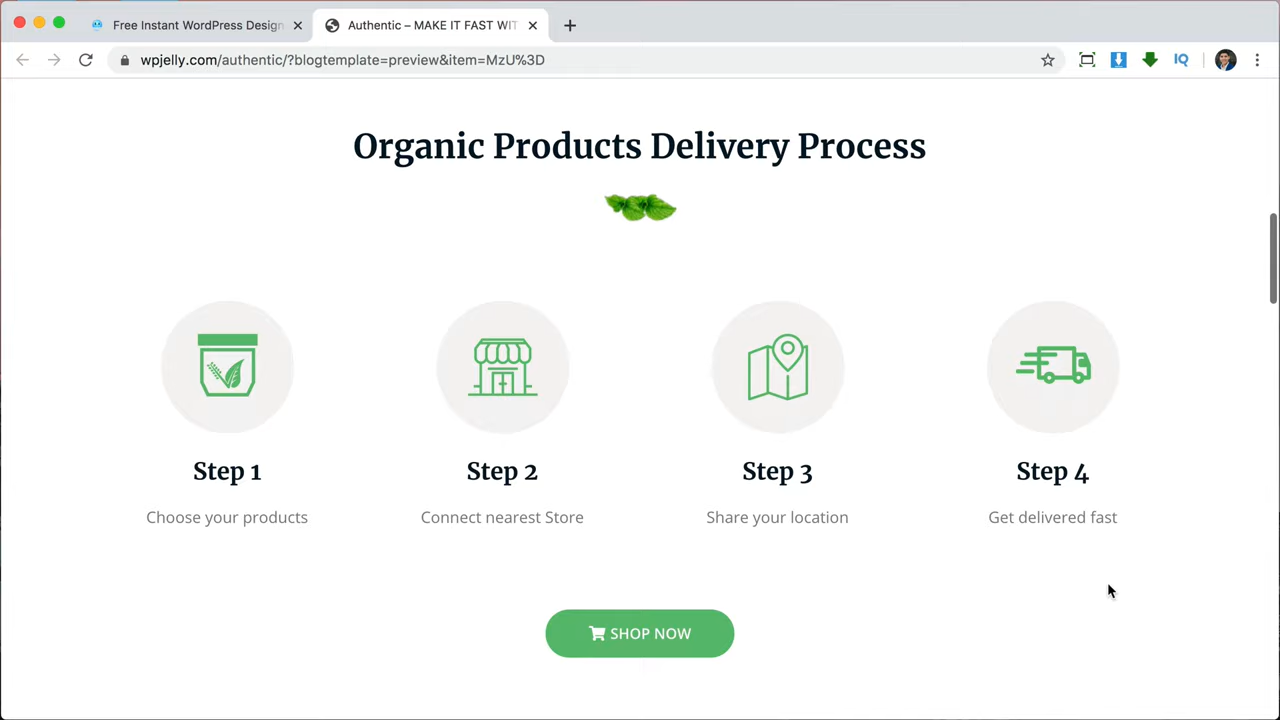 Free Instant WordPress Design
Authentic – MAKE IT FAST WIT
wpjelly.com/authentic/?blogtemplate=preview&item=MzU%3D
IQ
Organic Products Delivery Process
Step 1
Choose your products
Step 2
Connect nearest Store
Step 3
Share your location
Step 4
Get delivered fast
SHOP NOW